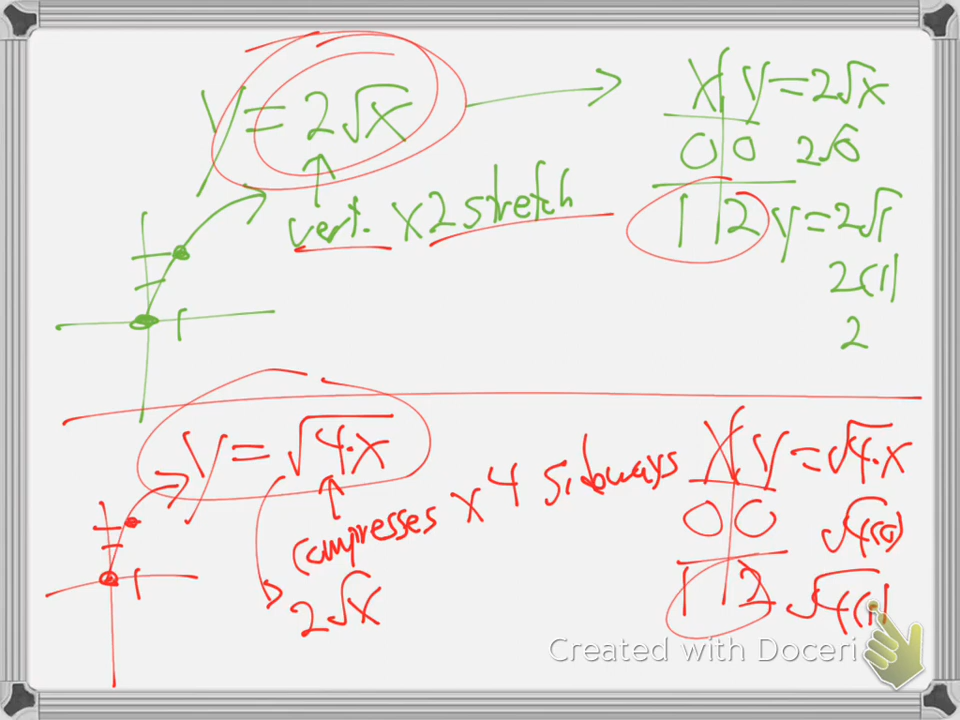 y = 2√x
vert. x2 stretch
x y = 2√x
0 0 2√0
1 2 y = 2√1
2(1)
2
y = √4·x
compresses x4 sideways
2√x
x y = √4·x
0 0 √4(0)
1 2 √4(1)
Created with Doceri